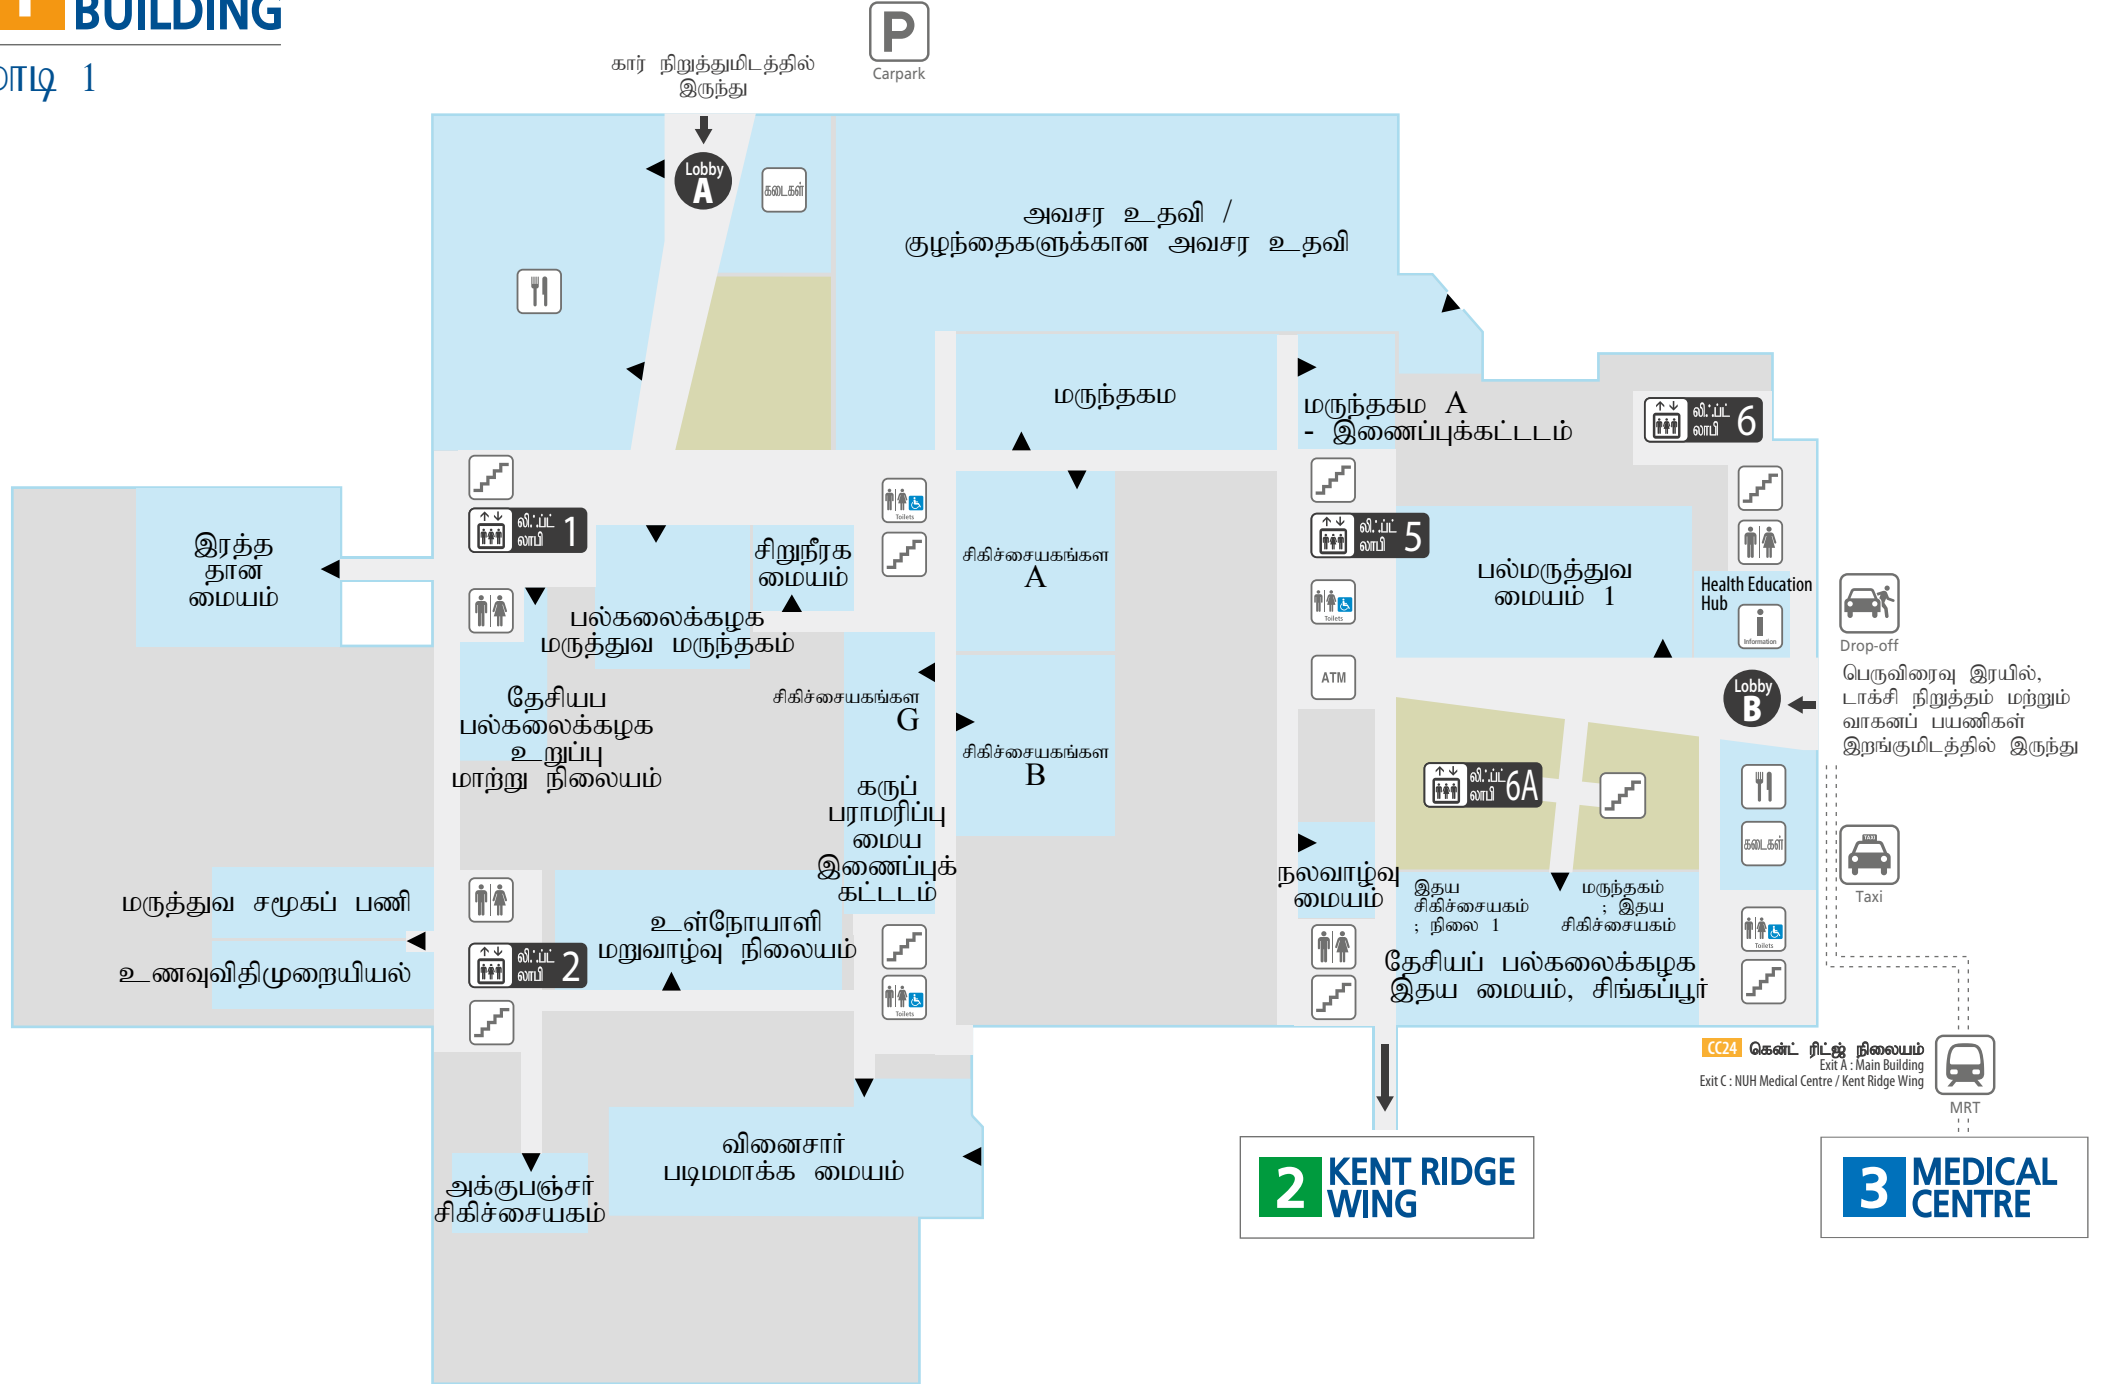 1 BUILDING
மாடி 1
கார் நிறுத்துமிடத்தில்
இருந்து
P
Carpark
Lobby
A
கடைகள்
அவசர உதவி /
குழந்தைகளுக்கான அவசர உதவி
மருந்தகம
மருந்தகம A
- இணைப்புக்கட்டடம்
லிஃப்ட்
லாபி 6
லிஃப்ட்
லாபி 1
Toilets
லிஃப்ட்
லாபி 5
இரத்த
தான
மையம்
சிறுநீரக
மையம்
சிகிச்சையகங்கள
A
பல்மருத்துவ
மையம் 1
Health Education
Hub
Information
Toilets
பல்கலைக்கழக
மருத்துவ மருந்தகம்
Drop-off
பெருவிரைவு இரயில்,
டாக்சி நிறுத்தம் மற்றும்
வாகனப் பயணிகள்
இறங்குமிடத்தில் இருந்து
ATM
Lobby
B
தேசியப
பல்கலைக்கழக
உறுப்பு
மாற்று நிலையம்
சிகிச்சையகங்கள
G
சிகிச்சையகங்கள
B
லிஃப்ட்
லாபி 6A
கருப்
பராமரிப்பு
மைய
இணைப்புக்
கட்டடம்
கடைகள்
TAXI
Taxi
நலவாழ்வு
மையம்
இதய
சிகிச்சையகம்
; நிலை 1
மருந்தகம்
; இதய
சிகிச்சையகம்
மருத்துவ சமூகப் பணி
உள்நோயாளி
மறுவாழ்வு நிலையம்
லிஃப்ட்
லாபி 2
உணவுவிதிமுறையியல்
Toilets
Toilets
தேசியப் பல்கலைக்கழக
இதய மையம், சிங்கப்பூர்
CC24 கென்ட் ரிட்ஜ் நிலையம்
Exit A : Main Building
Exit C : NUH Medical Centre / Kent Ridge Wing
MRT
வினைசார்
படிமமாக்க மையம்
அக்குபஞ்சர்
சிகிச்சையகம்
2 KENT RIDGE
WING
3 MEDICAL
CENTRE